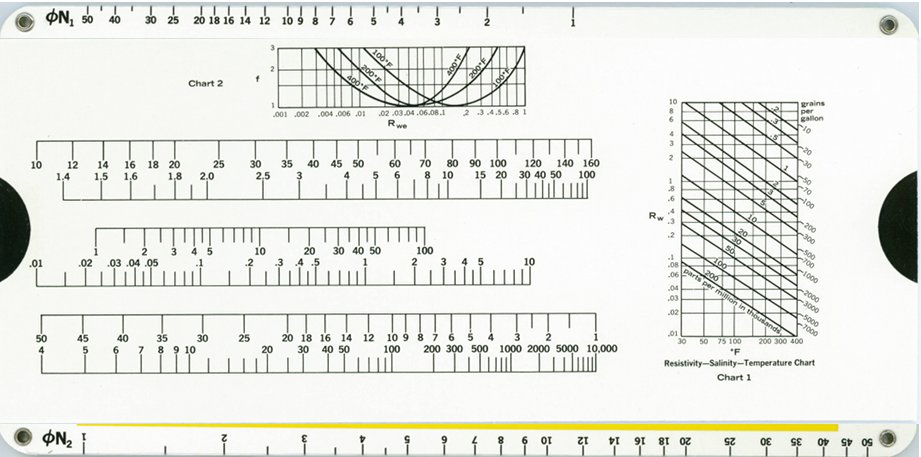 ϕN₁ 50 40 30 25 20 18 16 14 12 10 9 8 7 6 5 4 3 2 1
Chart 2
f
3
2
1
400°F 200°F 100°F 400°F 200°F 100°F
.001 .002 .004 .006 .01 .02 .03 .04 .06 .08 .1 .2 .3 .4 .5 .6 .8 1
Rwe
10 12 14 16 18 20 25 30 35 40 45 50 60 70 80 90 100 120 140 160
1.4 1.5 1.6 1.8 2.0 2.5 3 4 5 6 8 10 15 20 30 40 50 100
1 2 3 4 5 10 20 30 40 50 100
.01 .02 .03 .04 .05 .1 .2 .3 .4 .5 1 2 3 4 5 10
50 45 40 35 30 25 20 18 16 14 12 10 9 8 7 6 5 4 3 2 1
4 5 6 7 8 9 10 20 30 40 50 100 200 300 500 1000 2000 5000 10,000
grains
per
gallon
10
8
6
4
3
2
1
.8
.6
.4
.3
.2
.1
.08
.06
.04
.03
.02
.01
Rw
.2
.3
.5
1
2
3
5
10
20
30
50
100
200
parts per million in thousands
10
20
30
50
70
100
200
300
500
700
1000
2000
3000
5000
7000
30 50 75 100 200 300 400
°F
Resistivity—Salinity—Temperature Chart
Chart 1
ϕN₂ 1 2 3 4 5 6 7 8 9 10 12 14 16 18 20 25 30 35 40 45 50